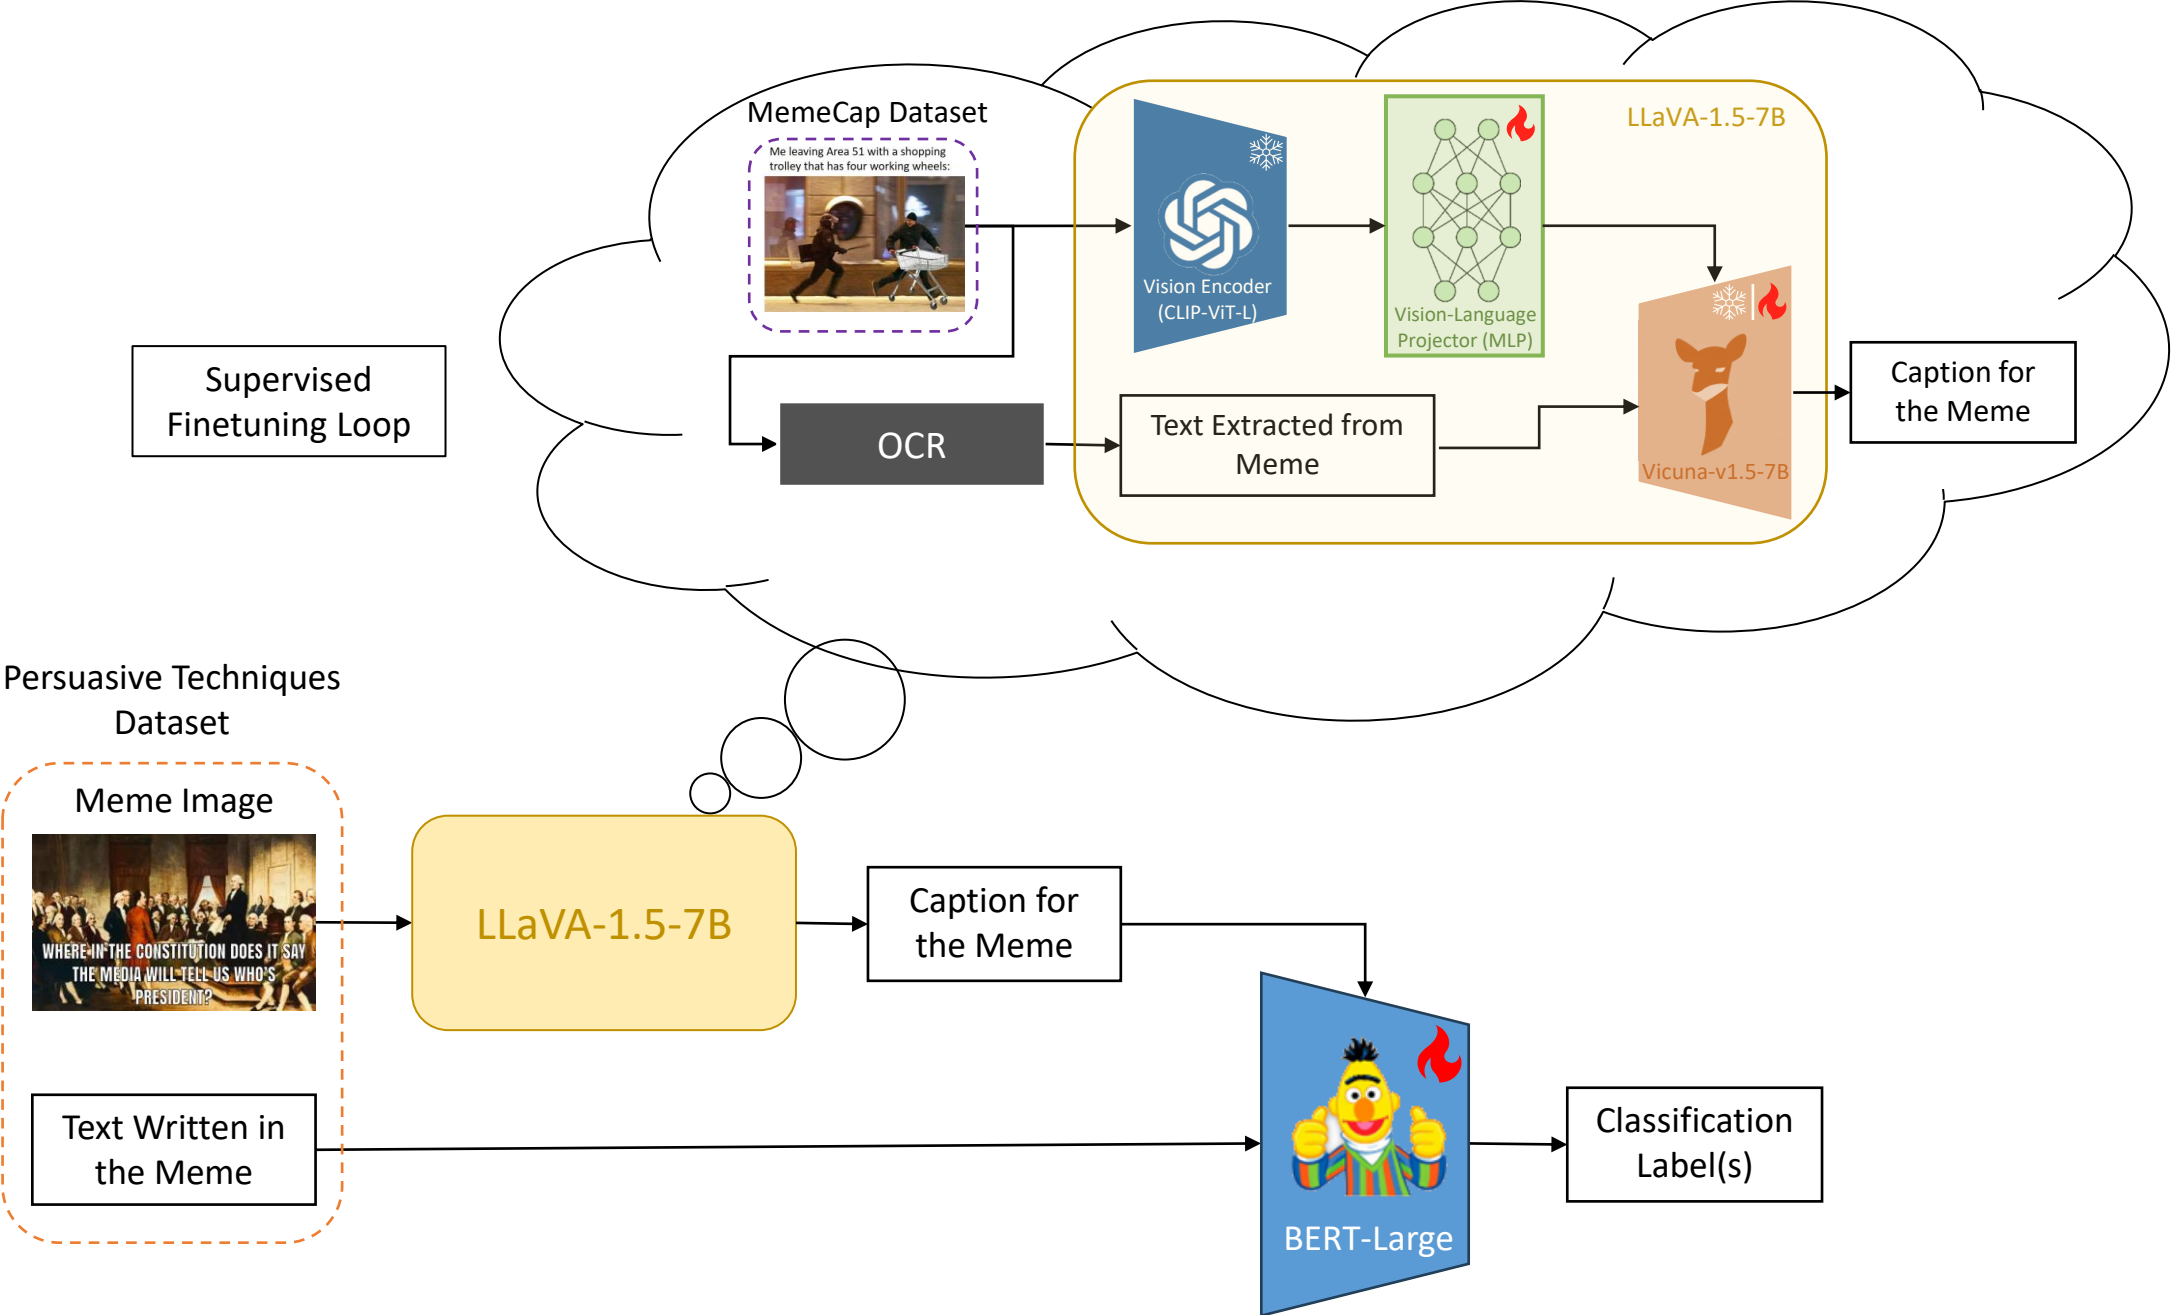 MemeCap Dataset
Me leaving Area 51 with a shopping
trolley that has four working wheels:
LLaVA-1.5-7B
Vision Encoder
(CLIP-ViT-L)
Vision-Language
Projector (MLP)
Supervised
Finetuning Loop
OCR
Text Extracted from
Meme
Vicuna-v1.5-7B
Caption for
the Meme
Persuasive Techniques
Dataset
Meme Image
WHERE IN THE CONSTITUTION DOES IT SAY
THE MEDIA WILL TELL US WHO'S
PRESIDENT?
LLaVA-1.5-7B
Caption for
the Meme
Text Written in
the Meme
BERT-Large
Classification
Label(s)